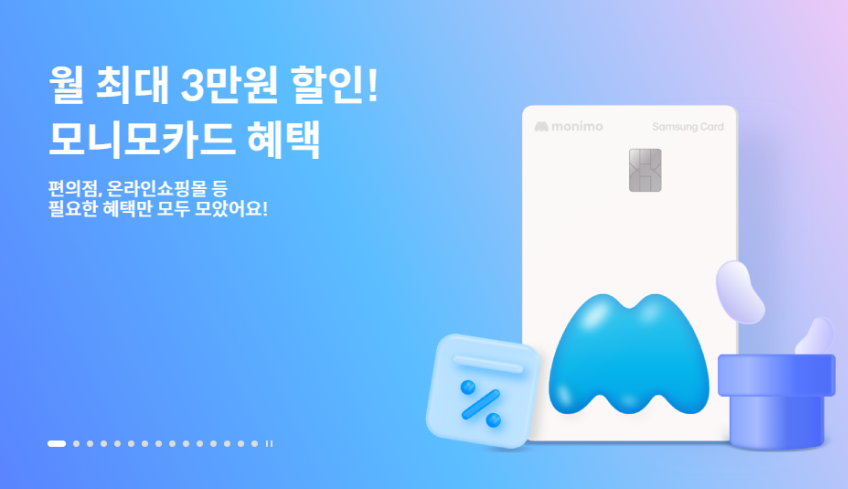 월 최대 3만원 할인!
모니모카드 혜택
편의점, 온라인쇼핑몰 등
필요한 혜택만 모두 모았어요!
monimo
Samsung Card
%